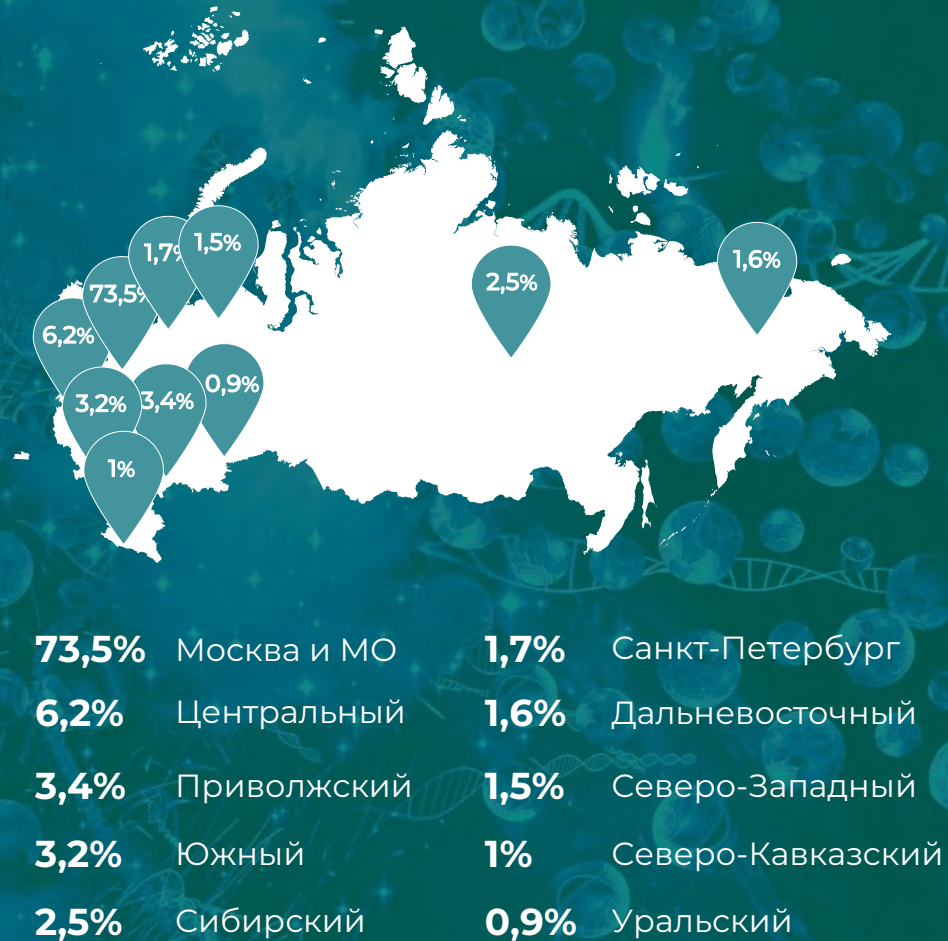 1,7%
1,5%
73,5%
6,2%
2,5%
1,6%
3,2%
3,4%
0,9%
1%
73,5% Москва и МО
6,2% Центральный
3,4% Приволжский
3,2% Южный
2,5% Сибирский
1,7% Санкт-Петербург
1,6% Дальневосточный
1,5% Северо-Западный
1% Северо-Кавказский
0,9% Уральский